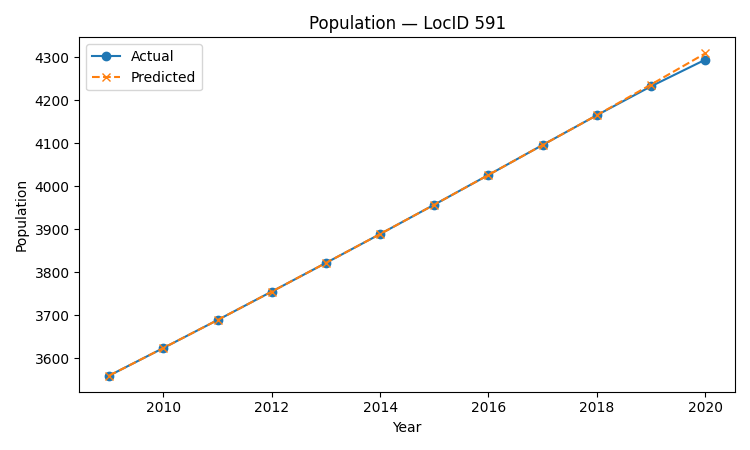 Population — LocID 591
Actual
Predicted
4300
4200
4100
4000
3900
3800
3700
3600
Population
2010 2012 2014 2016 2018 2020
Year